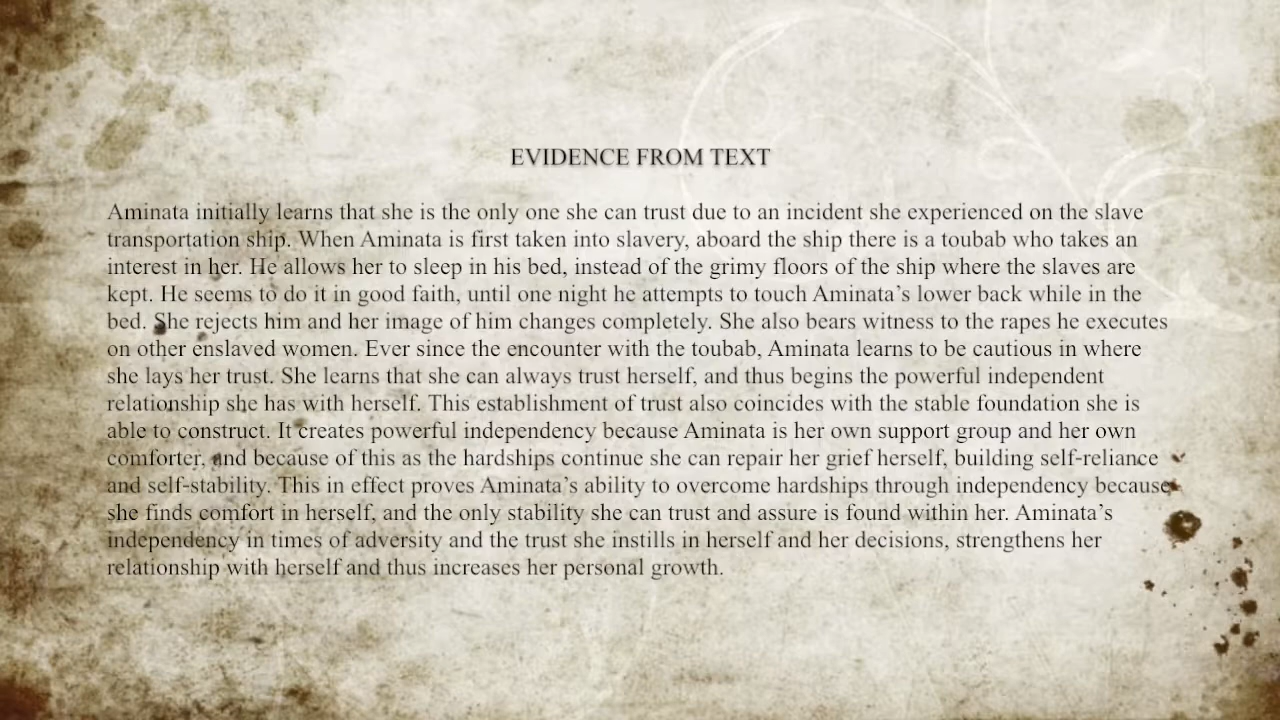 EVIDENCE FROM TEXT
Aminata initially learns that she is the only one she can trust due to an incident she experienced on the slave
transportation ship. When Aminata is first taken into slavery, aboard the ship there is a toubab who takes an
interest in her. He allows her to sleep in his bed, instead of the grimy floors of the ship where the slaves are
kept. He seems to do it in good faith, until one night he attempts to touch Aminata’s lower back while in the
bed. She rejects him and her image of him changes completely. She also bears witness to the rapes he executes
on other enslaved women. Ever since the encounter with the toubab, Aminata learns to be cautious in where
she lays her trust. She learns that she can always trust herself, and thus begins the powerful independent
relationship she has with herself. This establishment of trust also coincides with the stable foundation she is
able to construct. It creates powerful independency because Aminata is her own support group and her own
comforter, and because of this as the hardships continue she can repair her grief herself, building self-reliance
and self-stability. This in effect proves Aminata’s ability to overcome hardships through independency because
she finds comfort in herself, and the only stability she can trust and assure is found within her. Aminata’s
independency in times of adversity and the trust she instills in herself and her decisions, strengthens her
relationship with herself and thus increases her personal growth.